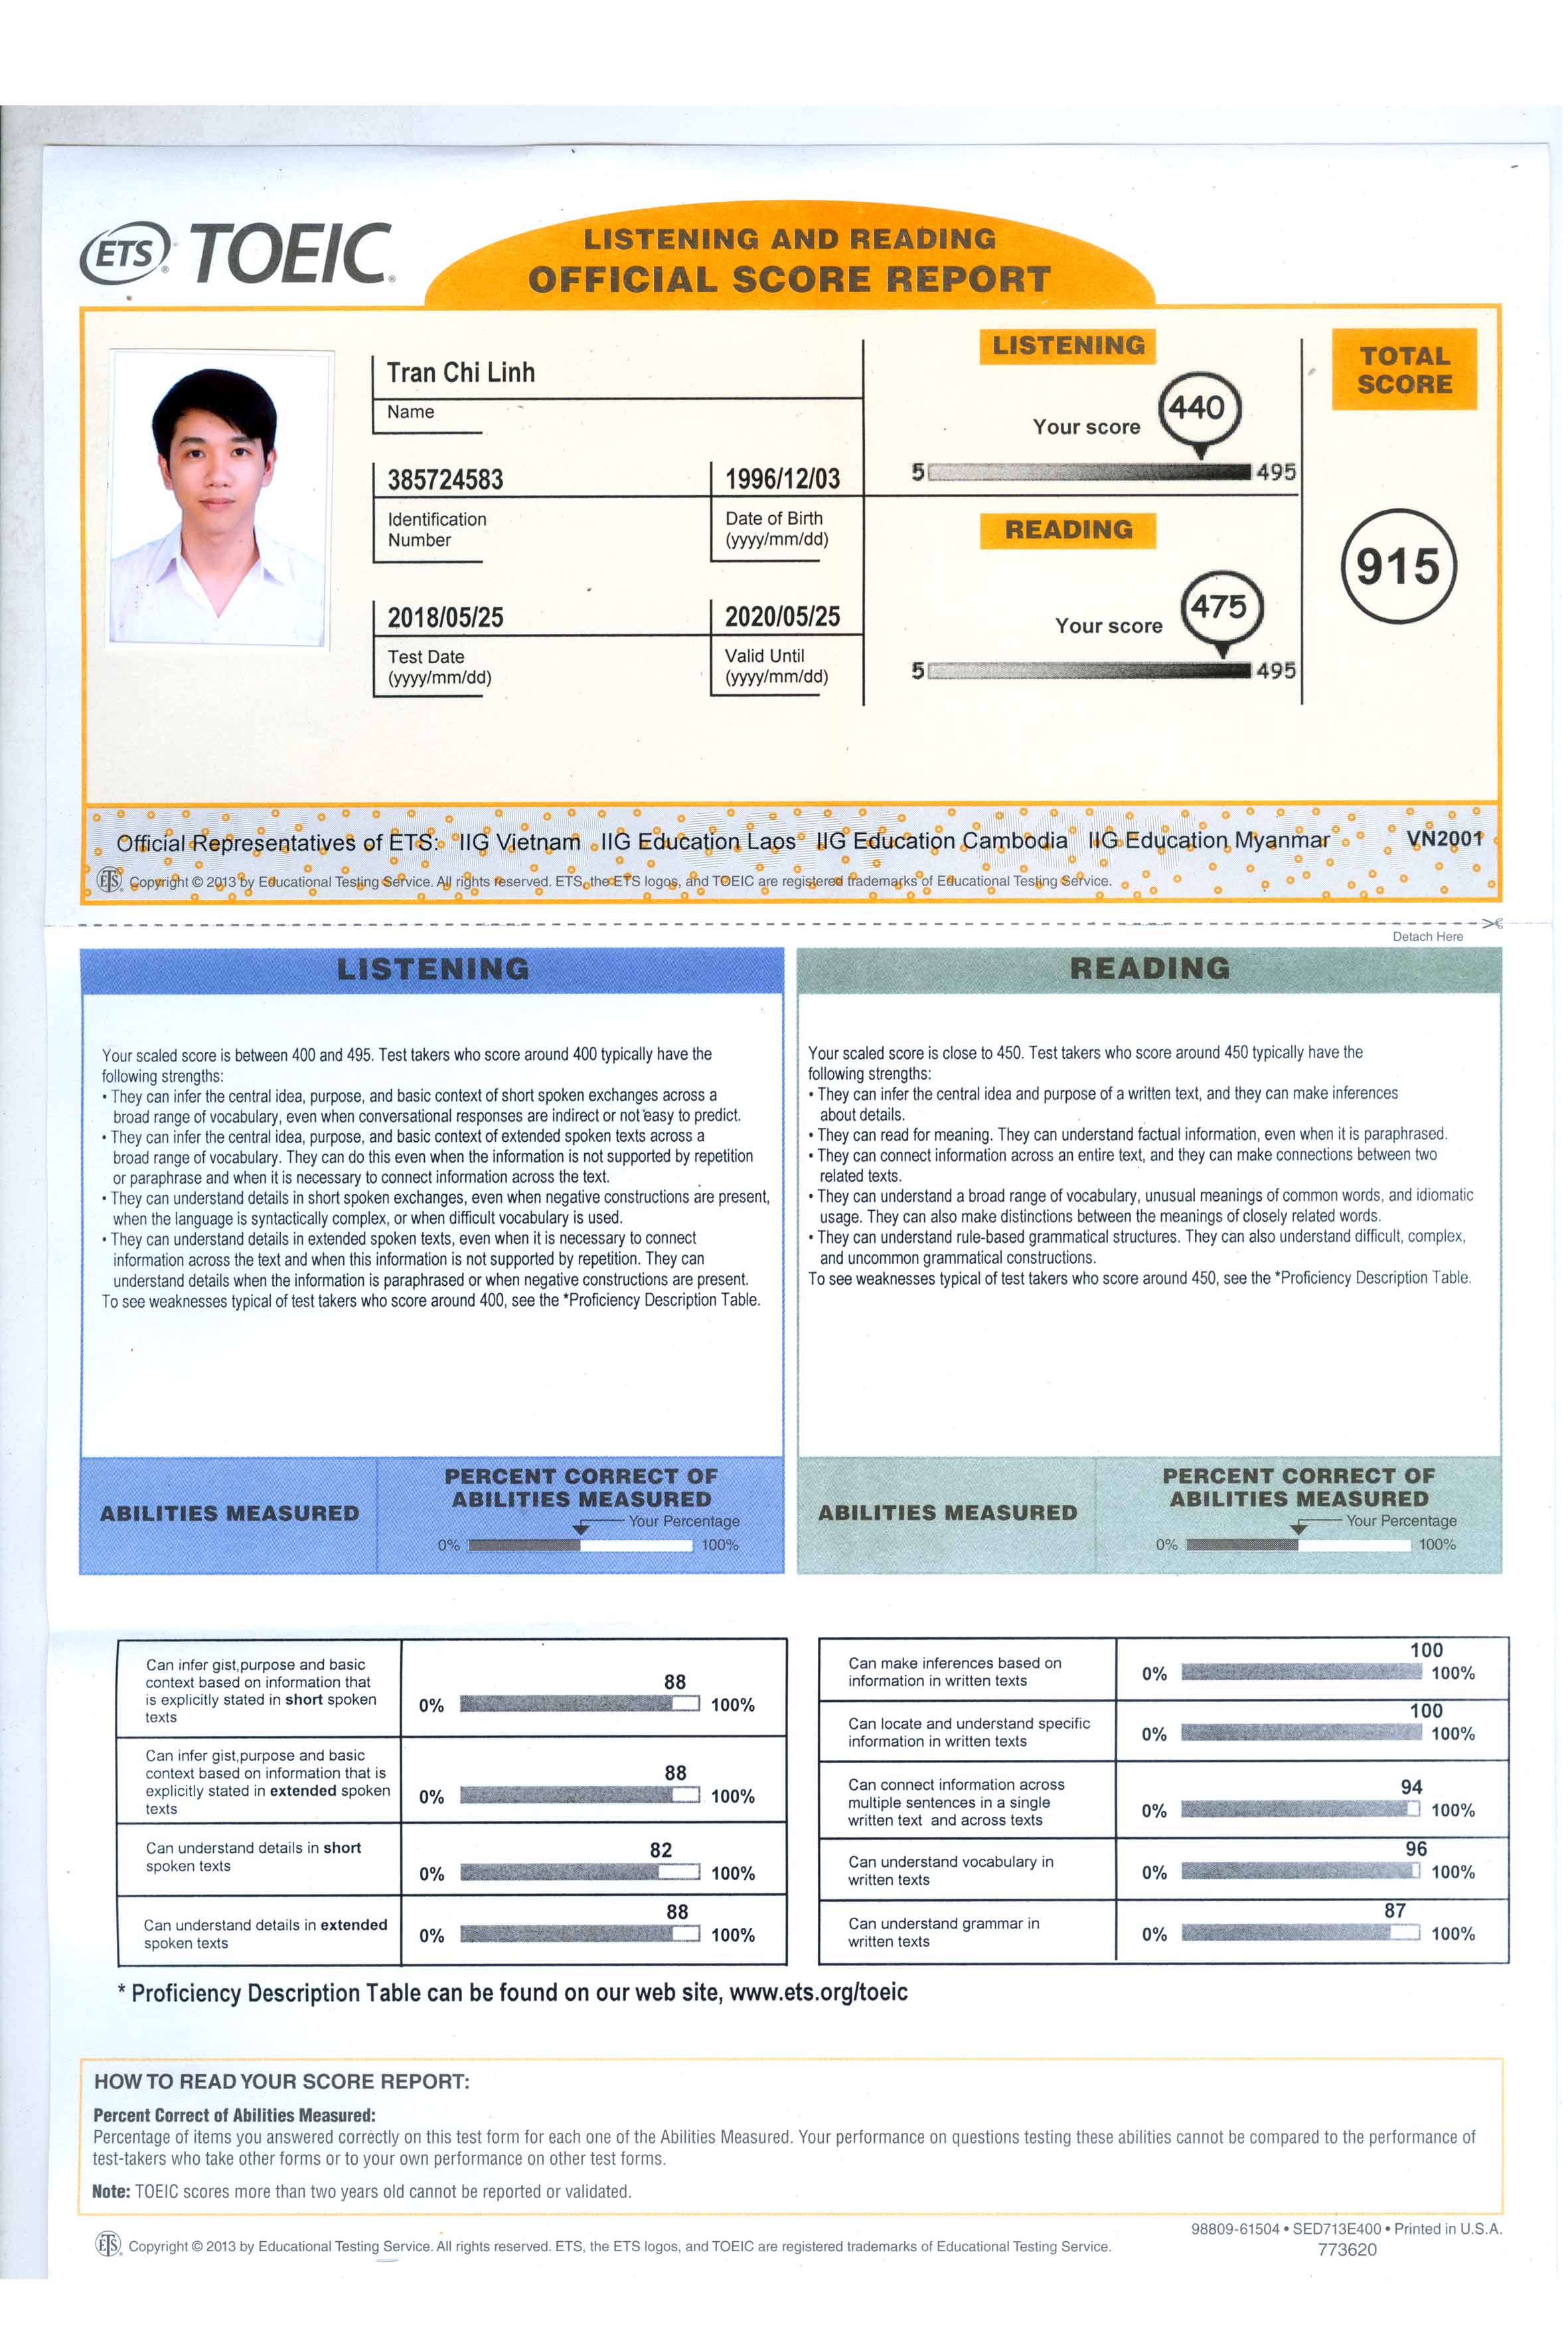 ETS® TOEIC®
LISTENING AND READING
OFFICIAL SCORE REPORT
Tran Chi Linh
Name
385724583
Identification
Number
1996/12/03
Date of Birth
(yyyy/mm/dd)
2018/05/25
Test Date
(yyyy/mm/dd)
2020/05/25
Valid Until
(yyyy/mm/dd)
LISTENING
Your score
440
5
495
READING
Your score
475
5
495
TOTAL
SCORE
915
Official Representatives of ETS: IIG Vietnam IIG Education Laos IIG Education Cambodia IIG Education Myanmar VN2001
ETS® Copyright © 2013 by Educational Testing Service. All rights reserved. ETS, the ETS logos, and TOEIC are registered trademarks of Educational Testing Service.
Detach Here
LISTENING
Your scaled score is between 400 and 495. Test takers who score around 400 typically have the
following strengths:
• They can infer the central idea, purpose, and basic context of short spoken exchanges across a
broad range of vocabulary, even when conversational responses are indirect or not easy to predict.
• They can infer the central idea, purpose, and basic context of extended spoken texts across a
broad range of vocabulary. They can do this even when the information is not supported by repetition
or paraphrase and when it is necessary to connect information across the text.
• They can understand details in short spoken exchanges, even when negative constructions are present,
when the language is syntactically complex, or when difficult vocabulary is used.
• They can understand details in extended spoken texts, even when it is necessary to connect
information across the text and when this information is not supported by repetition. They can
understand details when the information is paraphrased or when negative constructions are present.
To see weaknesses typical of test takers who score around 400, see the *Proficiency Description Table.
ABILITIES MEASURED
PERCENT CORRECT OF
ABILITIES MEASURED
Your Percentage
0% 100%
READING
Your scaled score is close to 450. Test takers who score around 450 typically have the
following strengths:
• They can infer the central idea and purpose of a written text, and they can make inferences
about details.
• They can read for meaning. They can understand factual information, even when it is paraphrased.
• They can connect information across an entire text, and they can make connections between two
related texts.
• They can understand a broad range of vocabulary, unusual meanings of common words, and idiomatic
usage. They can also make distinctions between the meanings of closely related words.
• They can understand rule-based grammatical structures. They can also understand difficult, complex,
and uncommon grammatical constructions.
To see weaknesses typical of test takers who score around 450, see the *Proficiency Description Table.
ABILITIES MEASURED
PERCENT CORRECT OF
ABILITIES MEASURED
Your Percentage
0% 100%
Can infer gist,purpose and basic
context based on information that
is explicitly stated in short spoken
texts
88
0% 100%
Can infer gist,purpose and basic
context based on information that is
explicitly stated in extended spoken
texts
88
0% 100%
Can understand details in short
spoken texts
82
0% 100%
Can understand details in extended
spoken texts
88
0% 100%
Can make inferences based on
information in written texts
100
0% 100%
Can locate and understand specific
information in written texts
100
0% 100%
Can connect information across
multiple sentences in a single
written text and across texts
94
0% 100%
Can understand vocabulary in
written texts
96
0% 100%
Can understand grammar in
written texts
87
0% 100%
* Proficiency Description Table can be found on our web site, www.ets.org/toeic
HOW TO READ YOUR SCORE REPORT:
Percent Correct of Abilities Measured:
Percentage of items you answered correctly on this test form for each one of the Abilities Measured. Your performance on questions testing these abilities cannot be compared to the performance of
test-takers who take other forms or to your own performance on other test forms.
Note: TOEIC scores more than two years old cannot be reported or validated.
98809-61504 • SED713E400 • Printed in U.S.A.
ETS® Copyright © 2013 by Educational Testing Service. All rights reserved. ETS, the ETS logos, and TOEIC are registered trademarks of Educational Testing Service.
773620